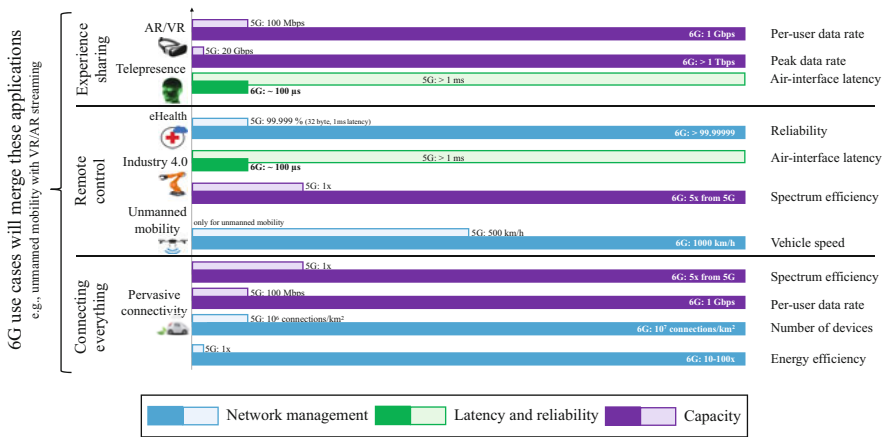 6G use cases will merge these applications
e.g., unmanned mobility with VR/AR streaming
Experience
sharing
AR/VR
5G: 100 Mbps
6G: 1 Gbps
Per-user data rate
5G: 20 Gbps
6G: > 1 Tbps
Peak data rate
Telepresence
5G: > 1 ms
Air-interface latency
6G: ~ 100 µs
Remote
control
eHealth
5G: 99.999 % (32 byte, 1ms latency)
6G: > 99.99999
Reliability
Industry 4.0
5G: > 1 ms
Air-interface latency
6G: ~ 100 µs
5G: 1x
6G: 5x from 5G
Spectrum efficiency
Unmanned
mobility
only for unmanned mobility
5G: 500 km/h
6G: 1000 km/h
Vehicle speed
Connecting
everything
5G: 1x
6G: 5x from 5G
Spectrum efficiency
Pervasive
connectivity
5G: 100 Mbps
6G: 1 Gbps
Per-user data rate
5G: 10⁶ connections/km²
6G: 10⁷ connections/km²
Number of devices
5G: 1x
6G: 10-100x
Energy efficiency
Network management
Latency and reliability
Capacity